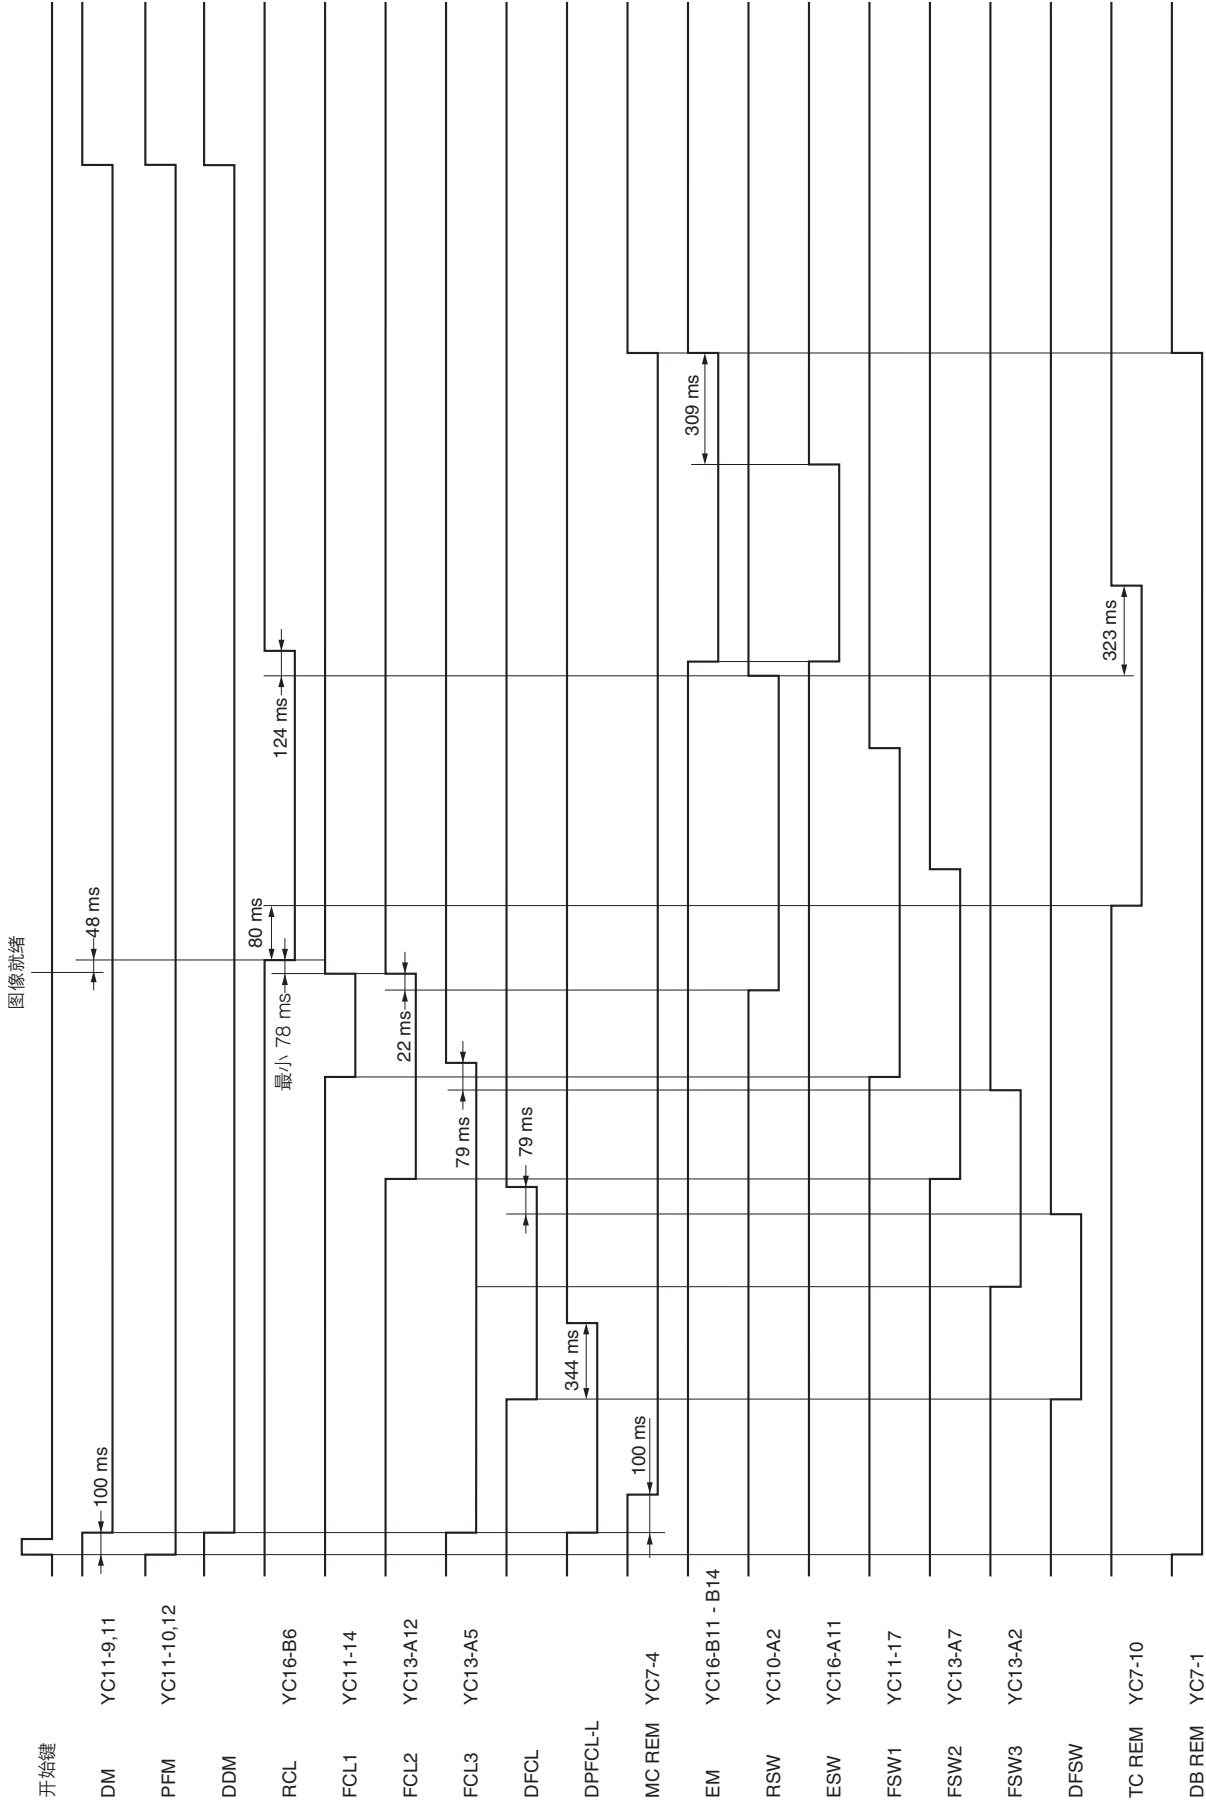 图像就绪
开始键
DM YC11-9,11
100 ms
48 ms
PFM YC11-10,12
DDM
RCL YC16-B6
最小 78 ms
80 ms
124 ms
FCL1 YC11-14
FCL2 YC13-A12
22 ms
FCL3 YC13-A5
79 ms
DFCL
79 ms
DPFCL-L
344 ms
MC REM YC7-4
100 ms
EM YC16-B11 - B14
309 ms
RSW YC10-A2
ESW YC16-A11
FSW1 YC11-17
FSW2 YC13-A7
FSW3 YC13-A2
DFSW
TC REM YC7-10
323 ms
DB REM YC7-1